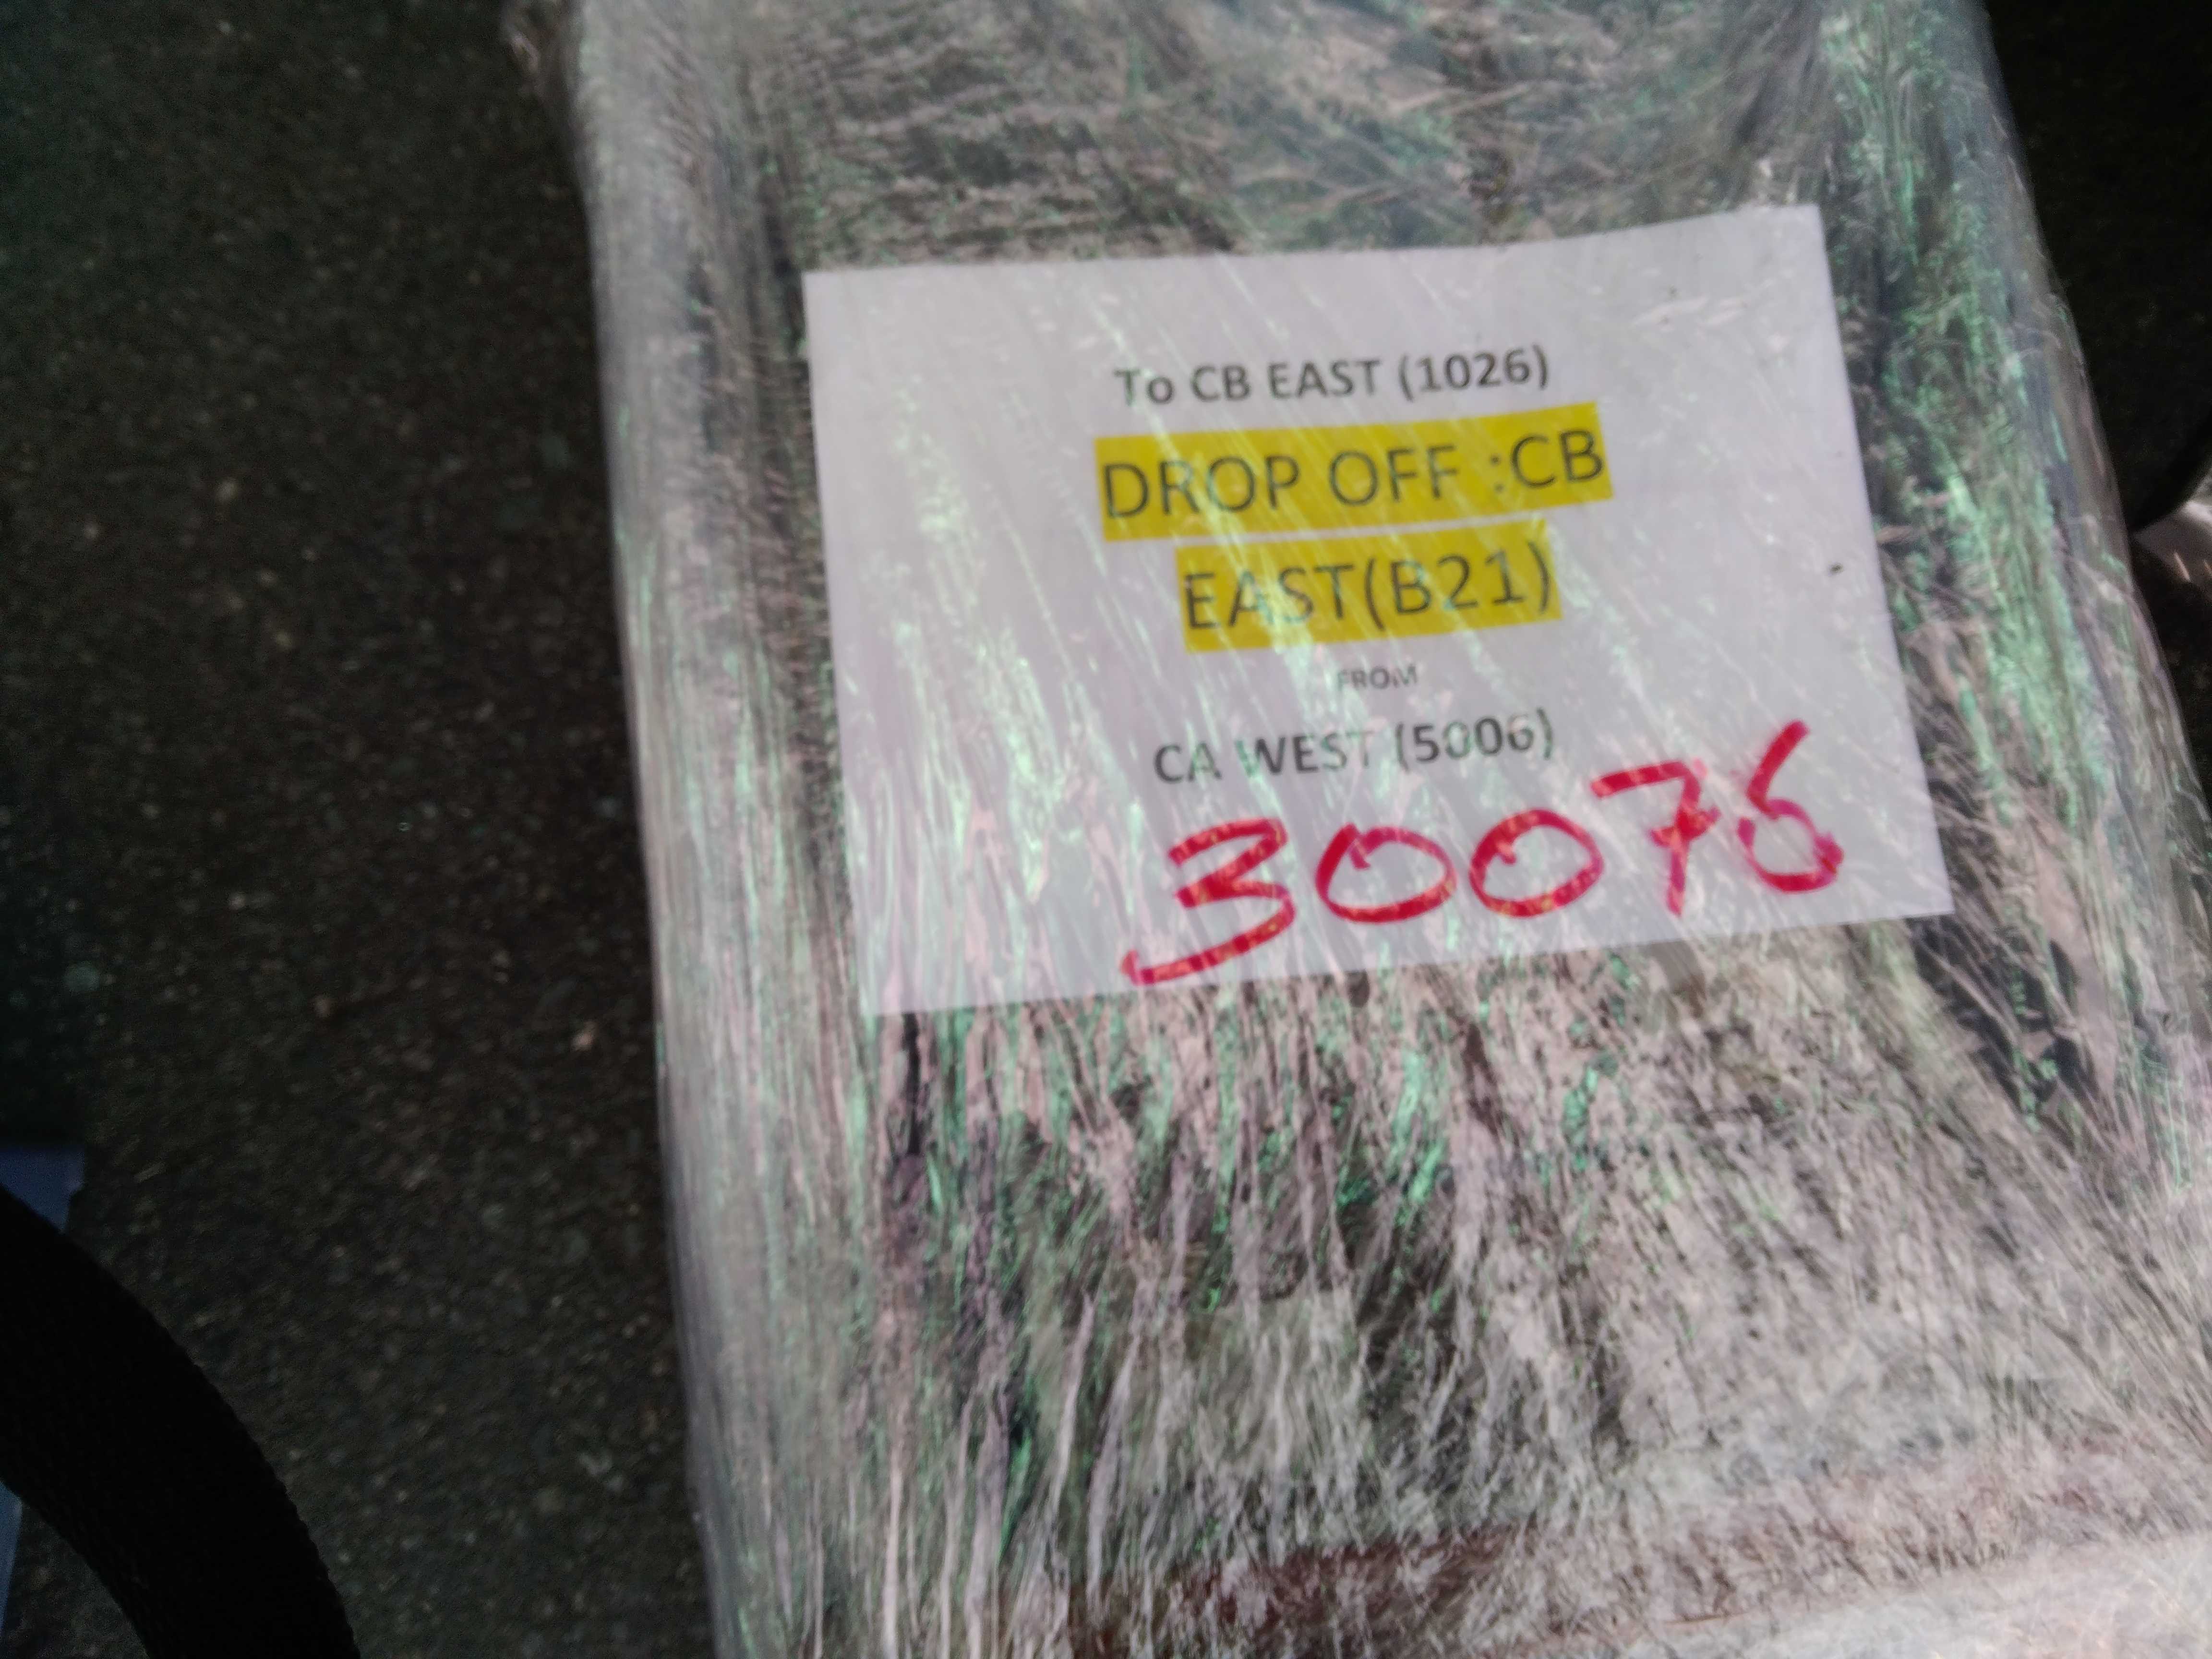 To CB EAST (1026)
DROP OFF :CB
EAST(B21)
FROM
CA WEST (5006)
30076